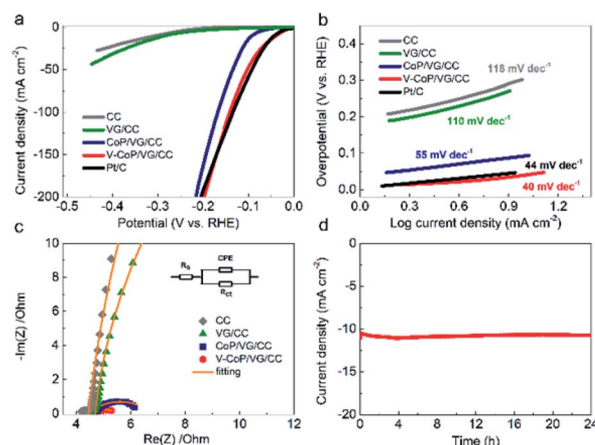 a
Current density (mA cm⁻²)
0
-50
-100
-150
-200
CC
VG/CC
CoP/VG/CC
V-CoP/VG/CC
Pt/C
-0.5 -0.4 -0.3 -0.2 -0.1 0.0
Potential (V vs. RHE)
b
Overpotential (V vs. RHE)
0.6
0.5
0.4
0.3
0.2
0.1
0.0
CC
VG/CC
CoP/VG/CC
V-CoP/VG/CC
Pt/C
118 mV dec⁻¹
110 mV dec⁻¹
55 mV dec⁻¹
44 mV dec⁻¹
40 mV dec⁻¹
0.0 0.3 0.6 0.9 1.2
Log current density (mA cm⁻²)
c
-Im(Z) /Ohm
10
8
6
4
2
0
Rs
CPE
Rct
CC
VG/CC
CoP/VG/CC
V-CoP/VG/CC
fitting
2 4 6 8 10 12
Re(Z) /Ohm
d
Current density (mA cm⁻²)
0
-5
-10
-15
-20
0 4 8 12 16 20 24
Time (h)